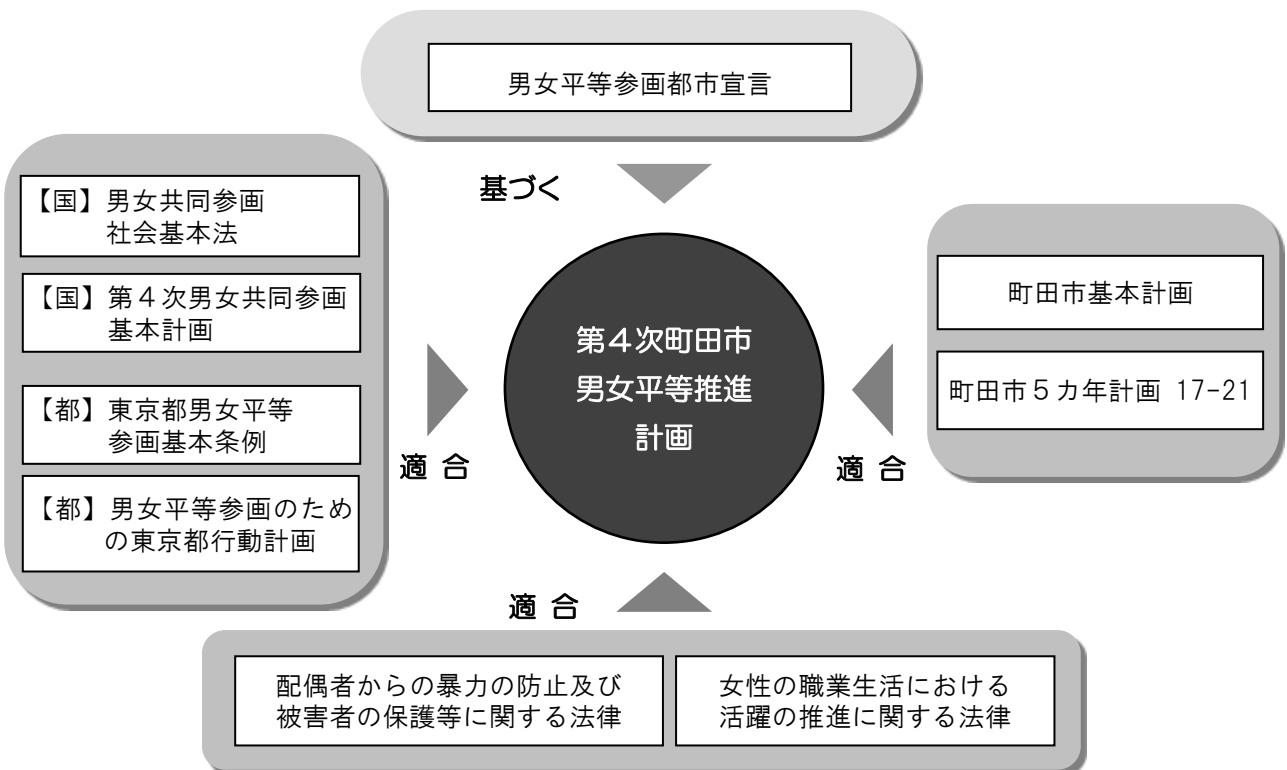 男女平等参画都市宣言
基づく
【国】男女共同参画
社会基本法
【国】第４次男女共同参画
基本計画
【都】東京都男女平等
参画基本条例
【都】男女平等参画のため
の東京都行動計画
適 合
第４次町田市
男女平等推進
計画
町田市基本計画
町田市５カ年計画 17-21
適 合
適 合
配偶者からの暴力の防止及び
被害者の保護等に関する法律
女性の職業生活における
活躍の推進に関する法律